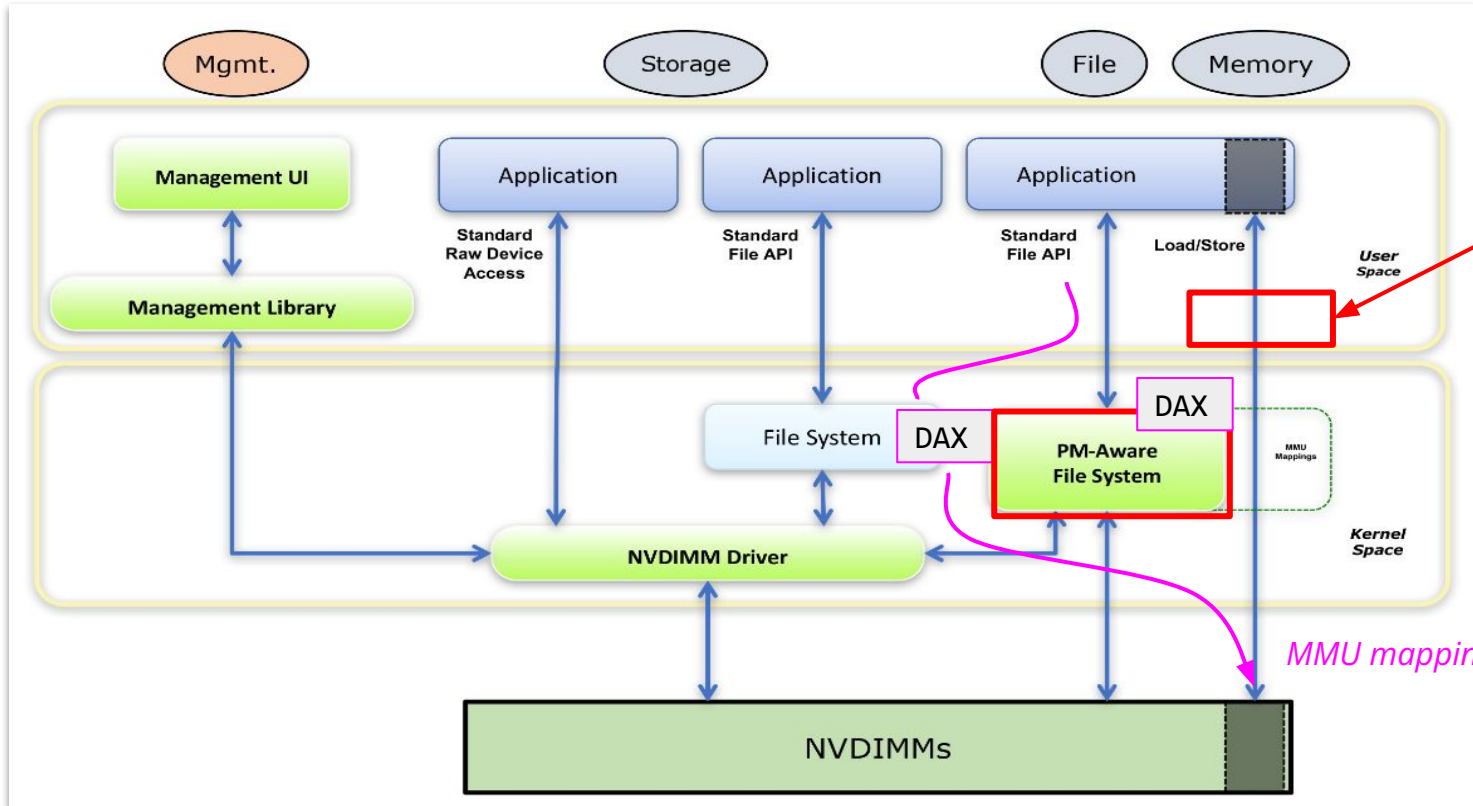 Mgmt.
Storage
File
Memory
Management UI
Application
Application
Application
Standard
Raw Device
Access
Standard
File API
Standard
File API
Load/Store
User
Space
Management Library
DAX
File System
DAX
PM-Aware
File System
MMU
Mappings
Kernel
Space
NVDIMM Driver
MMU mappin
NVDIMMs